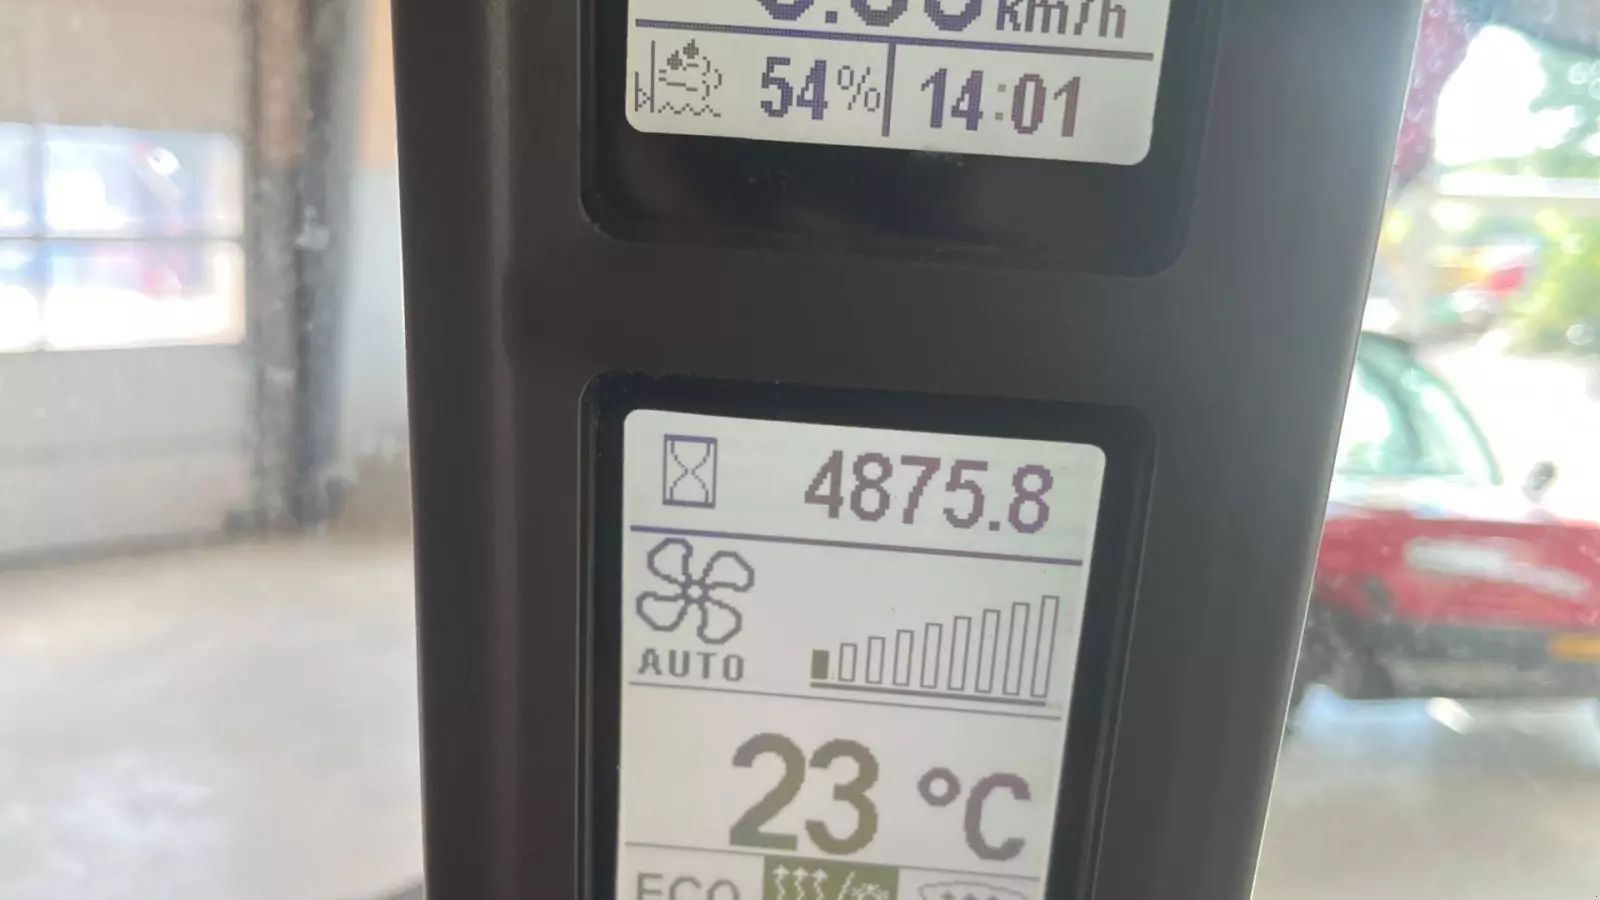 km/h
54% 14:01
4875.8
AUTO
23 °C
ECO